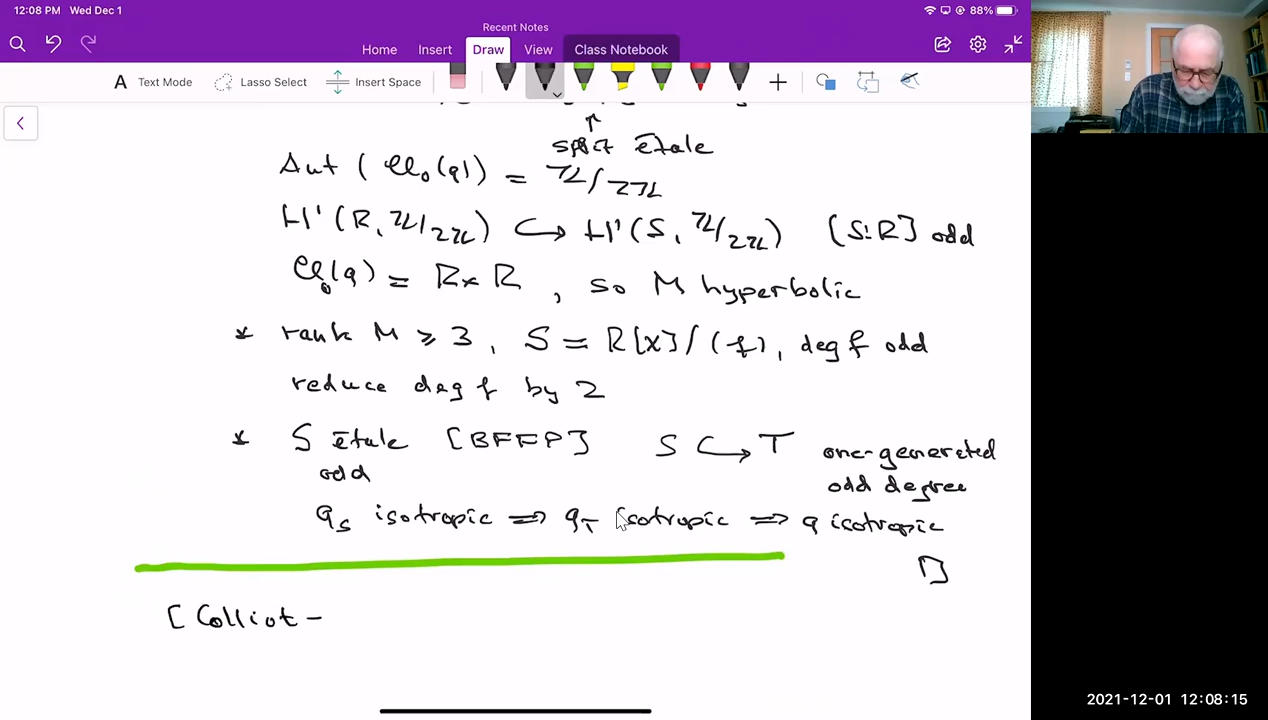 12:08 PM Wed Dec 1
Recent Notes
88%
Home Insert Draw View Class Notebook
Text Mode Lasso Select Insert Space
↑
split étale
Aut ( Cl₀(q) ) = ℤ/2ℤ
H¹(R, ℤ/2ℤ) ↪ H¹(S, ℤ/2ℤ) [S:R] odd
Cl₀(q) = R × R , so M hyperbolic
* rank M ≥ 3, S = R[x]/(f), deg f odd
reduce deg f by 2
* S étale [BFFP] S ↪ T one-generated
odd odd degree
q_S isotropic ⟹ q_T isotropic ⟹ q isotropic
[Colliot-
2021-12-01 12:08:15